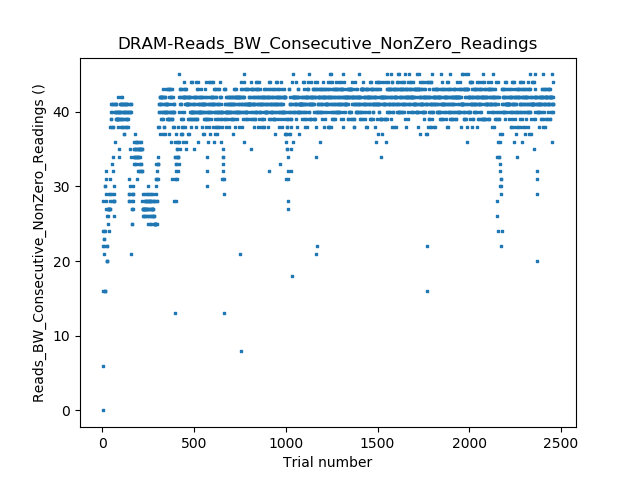 DRAM-Reads_BW_Consecutive_NonZero_Readings
Reads_BW_Consecutive_NonZero_Readings ()
40
30
20
10
0
0 500 1000 1500 2000 2500
Trial number